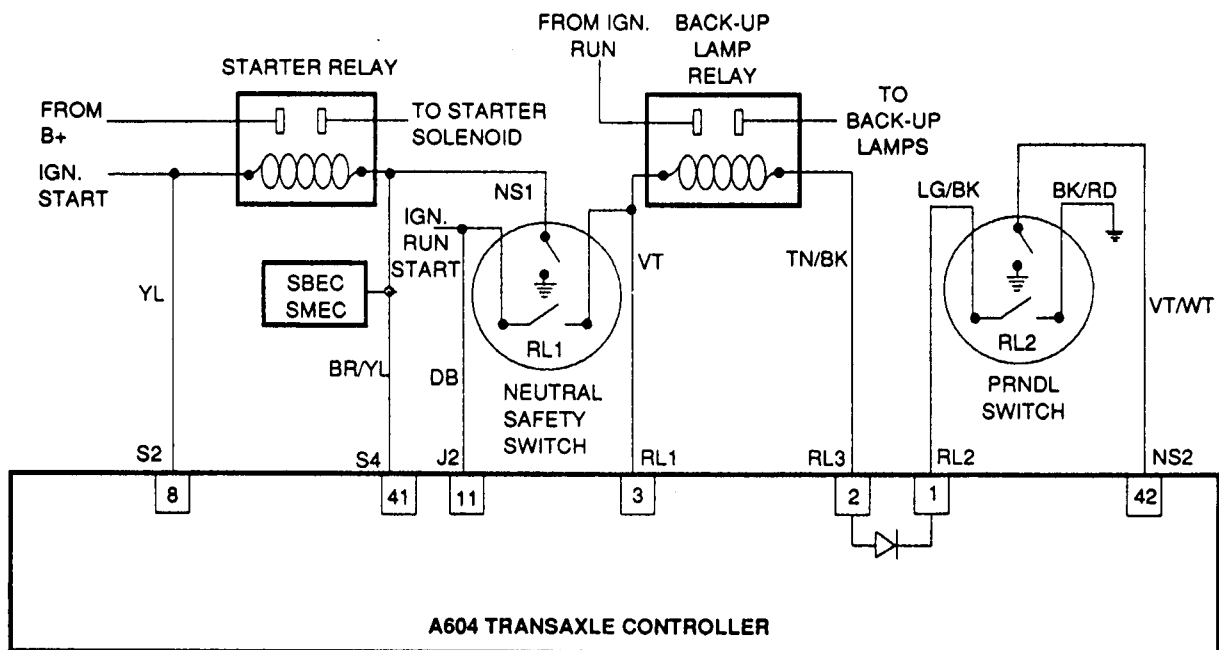 FROM IGN.
RUN
BACK-UP
LAMP
RELAY
STARTER RELAY
FROM
B+
TO STARTER
SOLENOID
TO
BACK-UP
LAMPS
IGN.
START
NS1
IGN.
RUN
START
LG/BK
BK/RD
SBEC
SMEC
YL
VT
TN/BK
VT/WT
RL1
RL2
BR/YL
DB
NEUTRAL
SAFETY
SWITCH
PRNDL
SWITCH
S2
S4
J2
RL1
RL3
RL2
NS2
8
41
11
3
2
1
42
A604 TRANSAXLE CONTROLLER